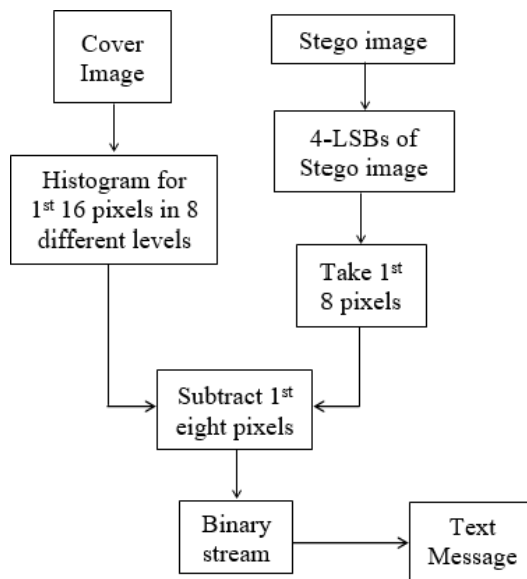 Cover
Image
Stego image
4-LSBs of
Stego image
Histogram for
1st 16 pixels in 8
different levels
Take 1st
8 pixels
Subtract 1st
eight pixels
Binary
stream
Text
Message